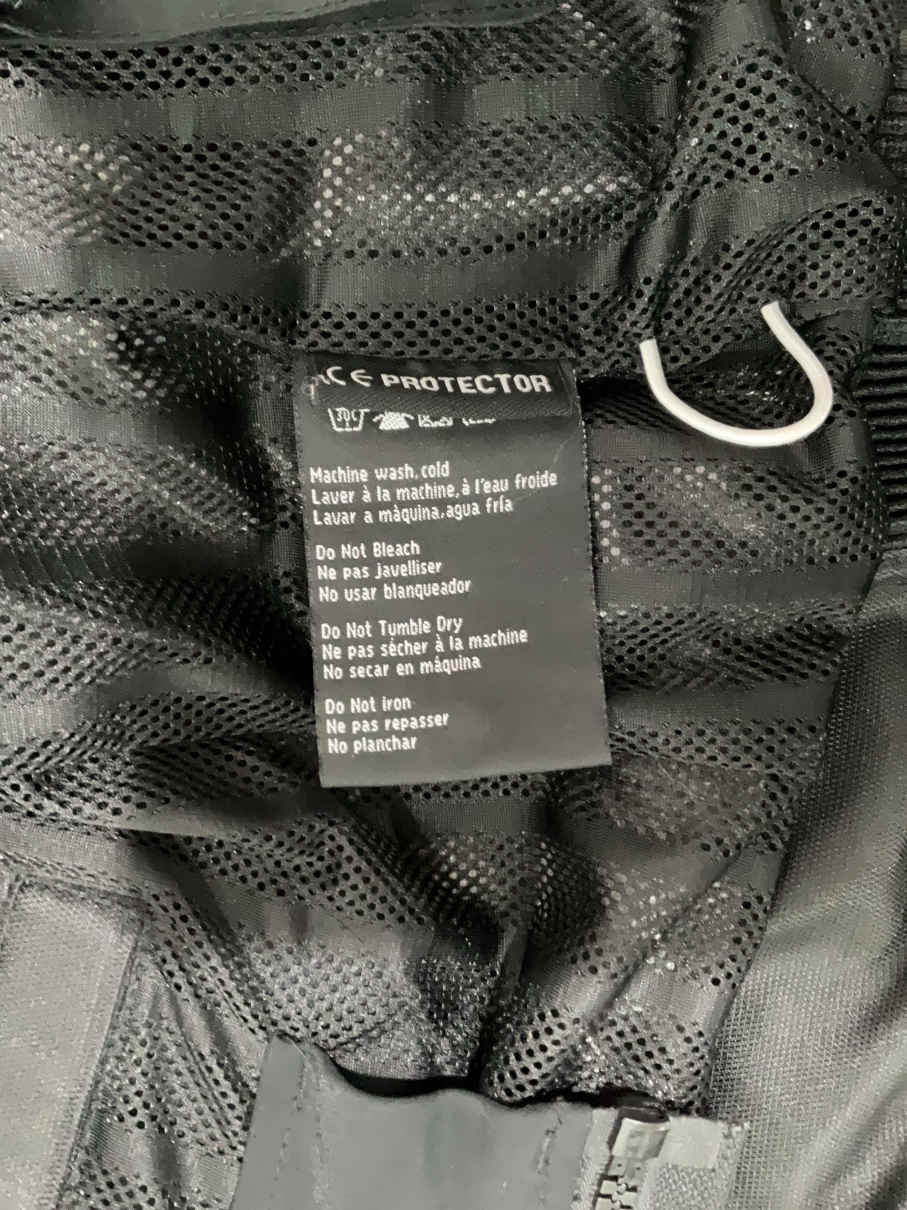 CE PROTECTOR
30C
Machine wash, cold
Laver à la machine, à l'eau froide
Lavar a màquina, agua fría
Do Not Bleach
Ne pas javelliser
No usar blanqueador
Do Not Tumble Dry
Ne pas sècher à la machine
No secar en màquina
Do Not iron
Ne pas repasser
No planchar